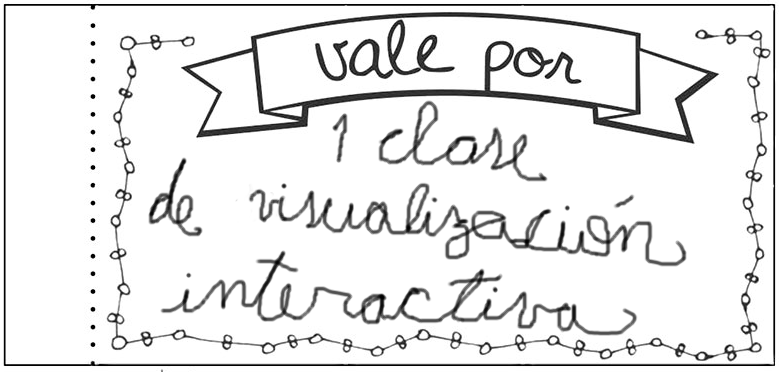 vale por
1 clase
de visualización
interactiva